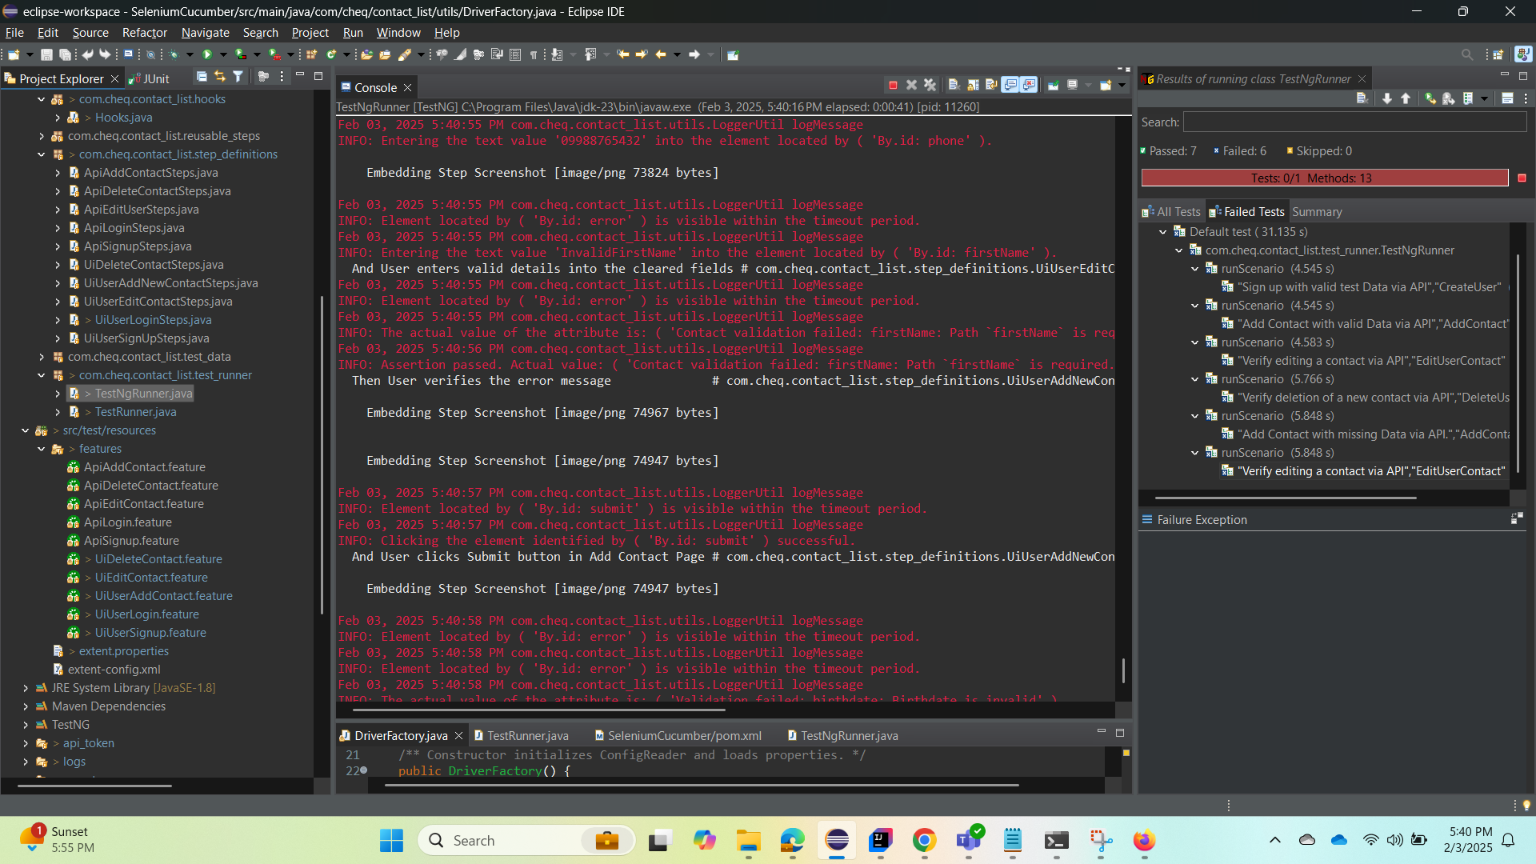 eclipse-workspace - SeleniumCucumber/src/main/java/com/cheq/contact_list/utils/DriverFactory.java - Eclipse IDE
File Edit Source Refactor Navigate Search Project Run Window Help
Project Explorer JUnit
> com.cheq.contact_list.hooks
> Hooks.java
com.cheq.contact_list.reusable_steps
> com.cheq.contact_list.step_definitions
ApiAddContactSteps.java
ApiDeleteContactSteps.java
ApiEditUserSteps.java
ApiLoginSteps.java
ApiSignupSteps.java
UiDeleteContactSteps.java
UiUserAddNewContactSteps.java
UiUserEditContactSteps.java
> UiUserLoginSteps.java
UiUserSignUpSteps.java
com.cheq.contact_list.test_data
> com.cheq.contact_list.test_runner
> TestNgRunner.java
> TestRunner.java
> src/test/resources
> features
ApiAddContact.feature
ApiDeleteContact.feature
ApiEditContact.feature
ApiLogin.feature
ApiSignup.feature
> UiDeleteContact.feature
> UiEditContact.feature
> UiUserAddContact.feature
> UiUserLogin.feature
> UiUserSignup.feature
> extent.properties
extent-config.xml
JRE System Library [JavaSE-1.8]
Maven Dependencies
TestNG
> api_token
> logs
Console
TestNgRunner [TestNG] C:\Program Files\Java\jdk-23\bin\javaw.exe (Feb 3, 2025, 5:40:16 PM elapsed: 0:00:41) [pid: 11260]
Feb 03, 2025 5:40:55 PM com.cheq.contact_list.utils.LoggerUtil logMessage
INFO: Entering the text value '09988765432' into the element located by ( 'By.id: phone' ).
Embedding Step Screenshot [image/png 73824 bytes]
Feb 03, 2025 5:40:55 PM com.cheq.contact_list.utils.LoggerUtil logMessage
INFO: Element located by ( 'By.id: error' ) is visible within the timeout period.
Feb 03, 2025 5:40:55 PM com.cheq.contact_list.utils.LoggerUtil logMessage
INFO: Entering the text value 'InvalidFirstName' into the element located by ( 'By.id: firstName' ).
And User enters valid details into the cleared fields # com.cheq.contact_list.step_definitions.UiUserEditC
Feb 03, 2025 5:40:55 PM com.cheq.contact_list.utils.LoggerUtil logMessage
INFO: Element located by ( 'By.id: error' ) is visible within the timeout period.
Feb 03, 2025 5:40:55 PM com.cheq.contact_list.utils.LoggerUtil logMessage
INFO: The actual value of the attribute is: ( 'Contact validation failed: firstName: Path `firstName` is req
Feb 03, 2025 5:40:56 PM com.cheq.contact_list.utils.LoggerUtil logMessage
INFO: Assertion passed. Actual value: ( 'Contact validation failed: firstName: Path `firstName` is required.
Then User verifies the error message # com.cheq.contact_list.step_definitions.UiUserAddNewCon
Embedding Step Screenshot [image/png 74967 bytes]
Embedding Step Screenshot [image/png 74947 bytes]
Feb 03, 2025 5:40:57 PM com.cheq.contact_list.utils.LoggerUtil logMessage
INFO: Element located by ( 'By.id: submit' ) is visible within the timeout period.
Feb 03, 2025 5:40:57 PM com.cheq.contact_list.utils.LoggerUtil logMessage
INFO: Clicking the element identified by ( 'By.id: submit' ) successful.
And User clicks Submit button in Add Contact Page # com.cheq.contact_list.step_definitions.UiUserAddNewCon
Embedding Step Screenshot [image/png 74947 bytes]
Feb 03, 2025 5:40:58 PM com.cheq.contact_list.utils.LoggerUtil logMessage
INFO: Element located by ( 'By.id: error' ) is visible within the timeout period.
Feb 03, 2025 5:40:58 PM com.cheq.contact_list.utils.LoggerUtil logMessage
INFO: Element located by ( 'By.id: error' ) is visible within the timeout period.
Feb 03, 2025 5:40:58 PM com.cheq.contact_list.utils.LoggerUtil logMessage
INFO: The actual value of the attribute is: ( 'Validation failed: birthdate: Birthdate is invalid' )
DriverFactory.java TestRunner.java SeleniumCucumber/pom.xml TestNgRunner.java
21 /** Constructor initializes ConfigReader and loads properties. */
22 public DriverFactory() {
Results of running class TestNgRunner
Search:
Passed: 7 Failed: 6 Skipped: 0
Tests: 0/1 Methods: 13
All Tests Failed Tests Summary
Default test ( 31.135 s)
com.cheq.contact_list.test_runner.TestNgRunner
runScenario (4.545 s)
"Sign up with valid test Data via API","CreateUser"
runScenario (4.545 s)
"Add Contact with valid Data via API","AddContact"
runScenario (4.583 s)
"Verify editing a contact via API","EditUserContact"
runScenario (5.766 s)
"Verify deletion of a new contact via API","DeleteUs
runScenario (5.848 s)
"Add Contact with missing Data via API.","AddConta
runScenario (5.848 s)
"Verify editing a contact via API","EditUserContact"
Failure Exception
1
Sunset
5:55 PM
Search
5:40 PM
2/3/2025